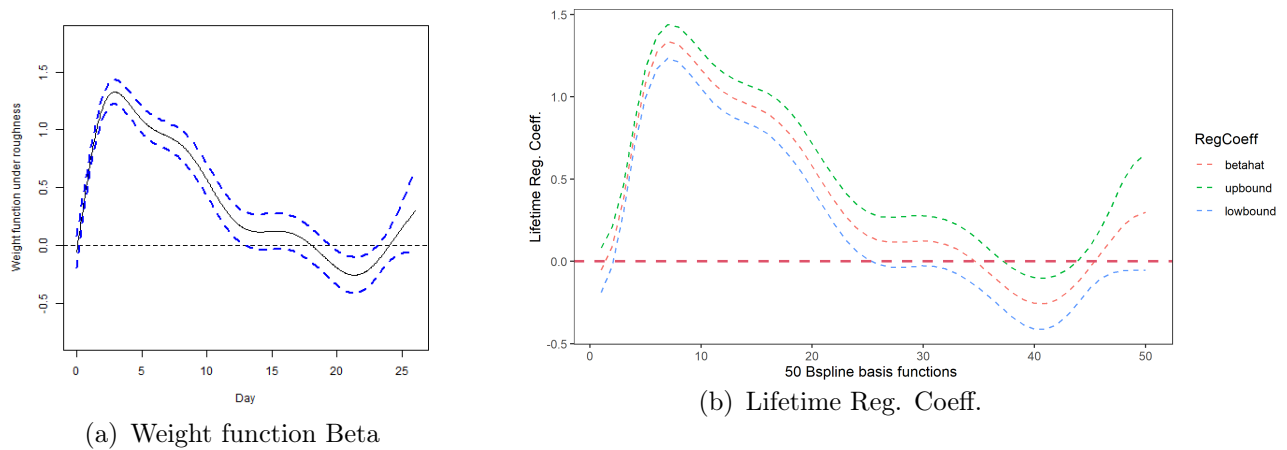 Weight function under roughness
1.5
1.0
0.5
0.0
-0.5
0 5 10 15 20 25
Day
(a) Weight function Beta
Lifetime Reg. Coeff.
1.5
1.0
0.5
0.0
-0.5
0 10 20 30 40 50
50 Bspline basis functions
RegCoeff
betahat
upbound
lowbound
(b) Lifetime Reg. Coeff.